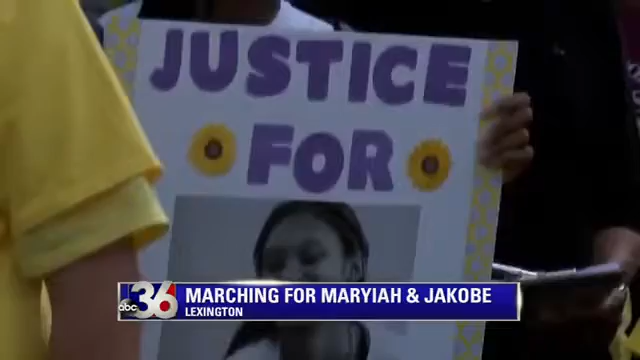 JUSTICE
FOR
abc 36
MARCHING FOR MARYIAH & JAKOBE
LEXINGTON